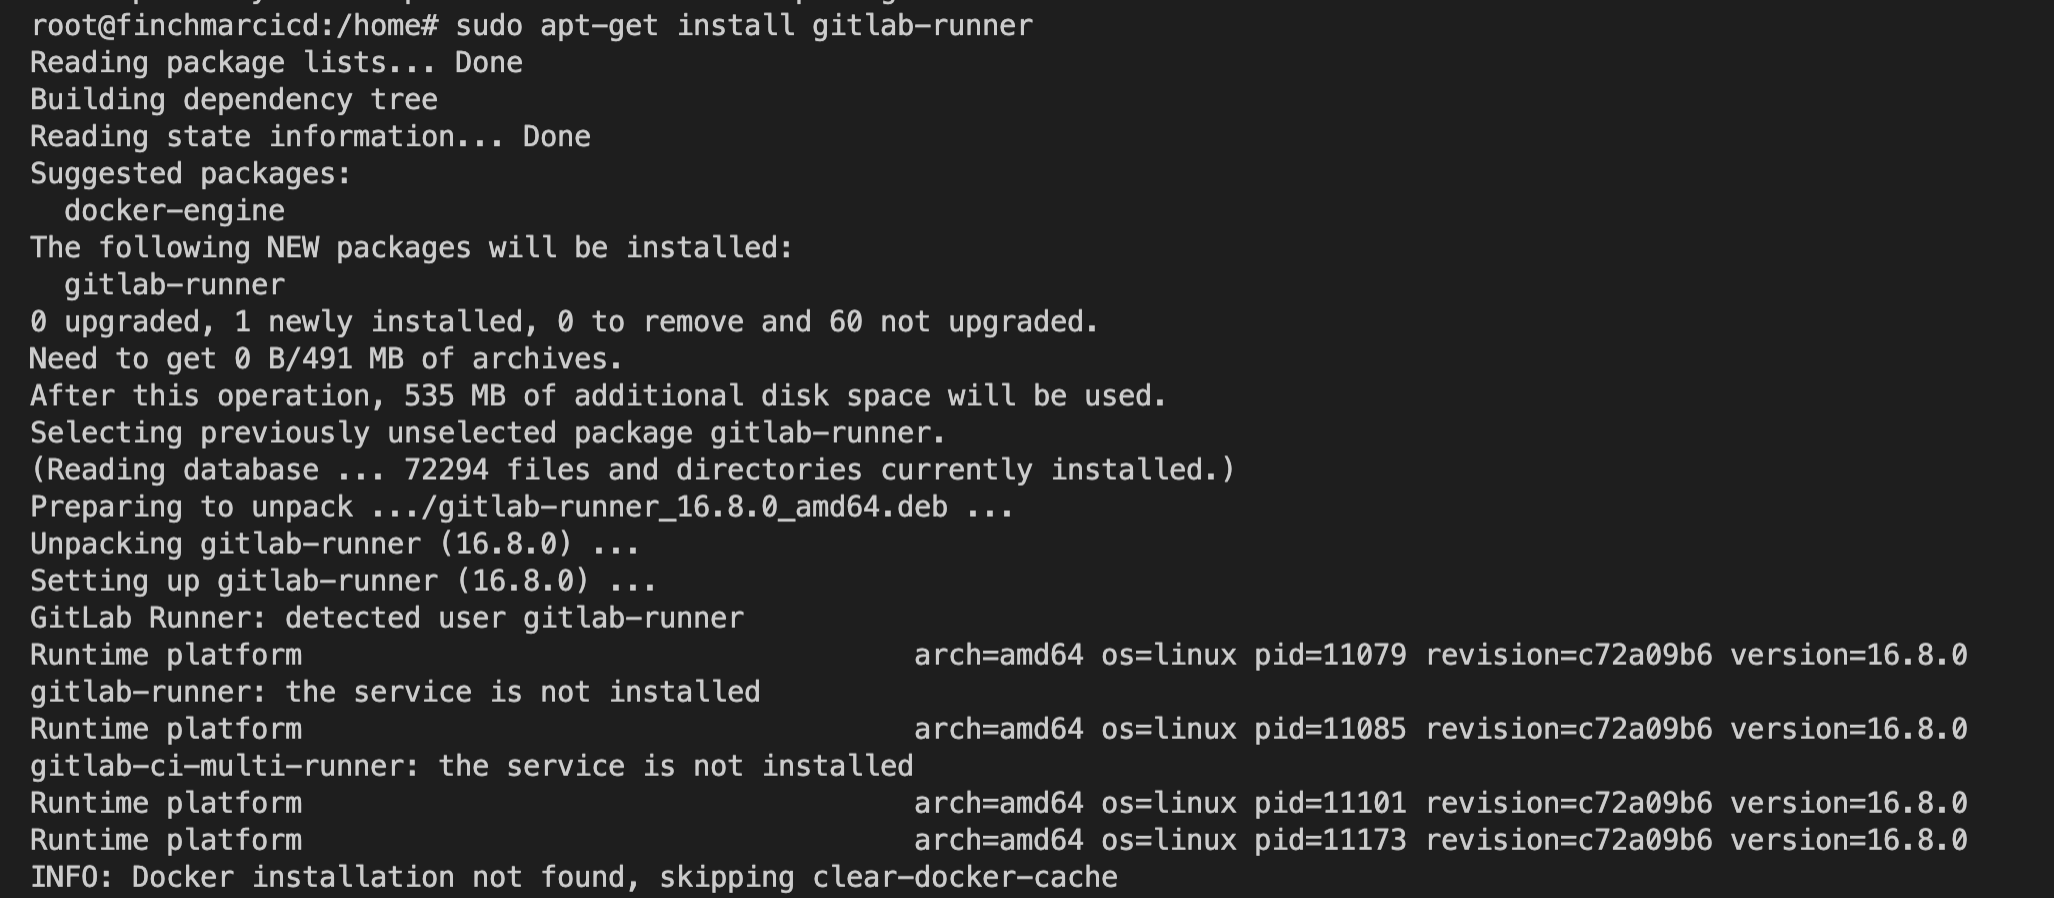 root@finchmarcicd:/home# sudo apt-get install gitlab-runner
Reading package lists... Done
Building dependency tree
Reading state information... Done
Suggested packages:
  docker-engine
The following NEW packages will be installed:
  gitlab-runner
0 upgraded, 1 newly installed, 0 to remove and 60 not upgraded.
Need to get 0 B/491 MB of archives.
After this operation, 535 MB of additional disk space will be used.
Selecting previously unselected package gitlab-runner.
(Reading database ... 72294 files and directories currently installed.)
Preparing to unpack .../gitlab-runner_16.8.0_amd64.deb ...
Unpacking gitlab-runner (16.8.0) ...
Setting up gitlab-runner (16.8.0) ...
GitLab Runner: detected user gitlab-runner
Runtime platform                                    arch=amd64 os=linux pid=11079 revision=c72a09b6 version=16.8.0
gitlab-runner: the service is not installed
Runtime platform                                    arch=amd64 os=linux pid=11085 revision=c72a09b6 version=16.8.0
gitlab-ci-multi-runner: the service is not installed
Runtime platform                                    arch=amd64 os=linux pid=11101 revision=c72a09b6 version=16.8.0
Runtime platform                                    arch=amd64 os=linux pid=11173 revision=c72a09b6 version=16.8.0
INFO: Docker installation not found, skipping clear-docker-cache